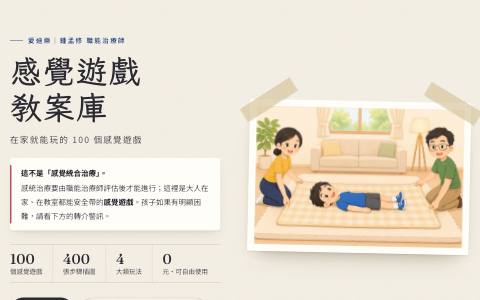 愛迪樂｜鍾孟修 職能治療師
感覺遊戲
教案庫
在家就能玩的 100 個感覺遊戲
這不是「感覺統合治療」。
感統治療要由職能治療師評估後才能進行；這裡是大人在
家、在教室都能安全帶的感覺遊戲。孩子如果有明顯困
難，請看下方的轉介警訊。
100
400
4
0
個感覺遊戲
張步驟插圖
大類玩法
元・可自由使用